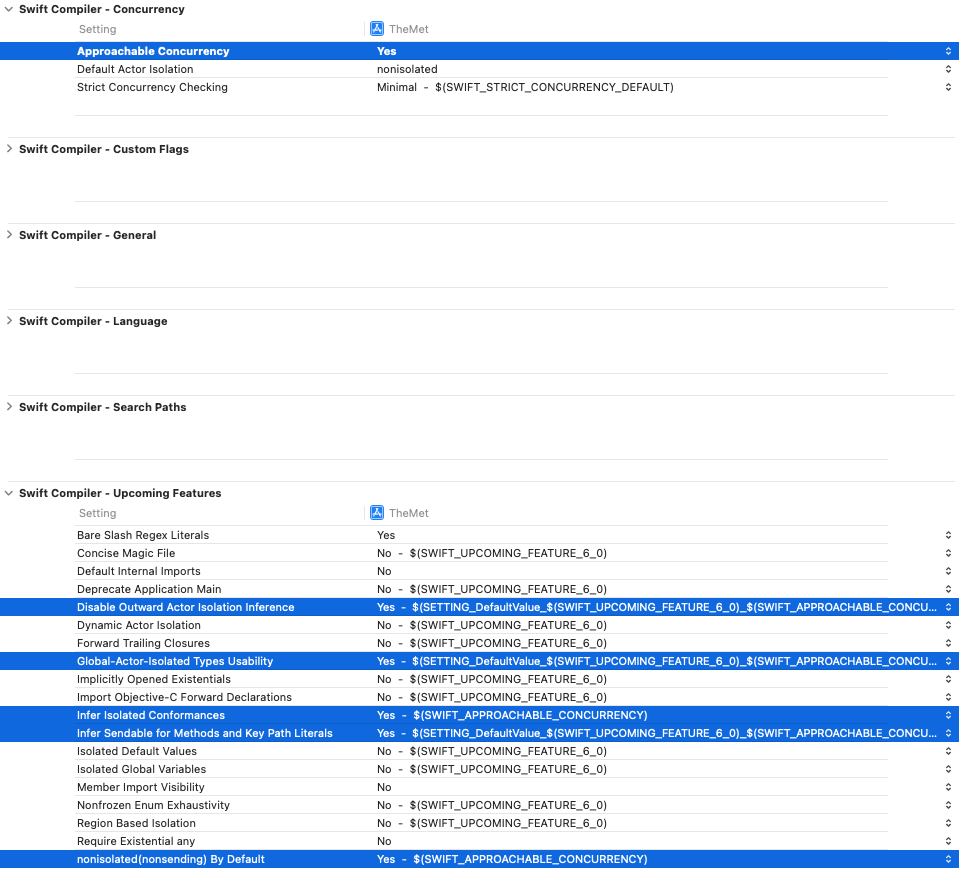 Swift Compiler - Concurrency
Setting TheMet
Approachable Concurrency Yes
Default Actor Isolation nonisolated
Strict Concurrency Checking Minimal - $(SWIFT_STRICT_CONCURRENCY_DEFAULT)
Swift Compiler - Custom Flags
Swift Compiler - General
Swift Compiler - Language
Swift Compiler - Search Paths
Swift Compiler - Upcoming Features
Setting TheMet
Bare Slash Regex Literals Yes
Concise Magic File No - $(SWIFT_UPCOMING_FEATURE_6_0)
Default Internal Imports No
Deprecate Application Main No - $(SWIFT_UPCOMING_FEATURE_6_0)
Disable Outward Actor Isolation Inference Yes - $(SETTING_DefaultValue_$(SWIFT_UPCOMING_FEATURE_6_0)_$(SWIFT_APPROACHABLE_CONCU...
Dynamic Actor Isolation No - $(SWIFT_UPCOMING_FEATURE_6_0)
Forward Trailing Closures No - $(SWIFT_UPCOMING_FEATURE_6_0)
Global-Actor-Isolated Types Usability Yes - $(SETTING_DefaultValue_$(SWIFT_UPCOMING_FEATURE_6_0)_$(SWIFT_APPROACHABLE_CONCU...
Implicitly Opened Existentials No - $(SWIFT_UPCOMING_FEATURE_6_0)
Import Objective-C Forward Declarations No - $(SWIFT_UPCOMING_FEATURE_6_0)
Infer Isolated Conformances Yes - $(SWIFT_APPROACHABLE_CONCURRENCY)
Infer Sendable for Methods and Key Path Literals Yes - $(SETTING_DefaultValue_$(SWIFT_UPCOMING_FEATURE_6_0)_$(SWIFT_APPROACHABLE_CONCU...
Isolated Default Values No - $(SWIFT_UPCOMING_FEATURE_6_0)
Isolated Global Variables No - $(SWIFT_UPCOMING_FEATURE_6_0)
Member Import Visibility No
Nonfrozen Enum Exhaustivity No - $(SWIFT_UPCOMING_FEATURE_6_0)
Region Based Isolation No - $(SWIFT_UPCOMING_FEATURE_6_0)
Require Existential any No
nonisolated(nonsending) By Default Yes - $(SWIFT_APPROACHABLE_CONCURRENCY)